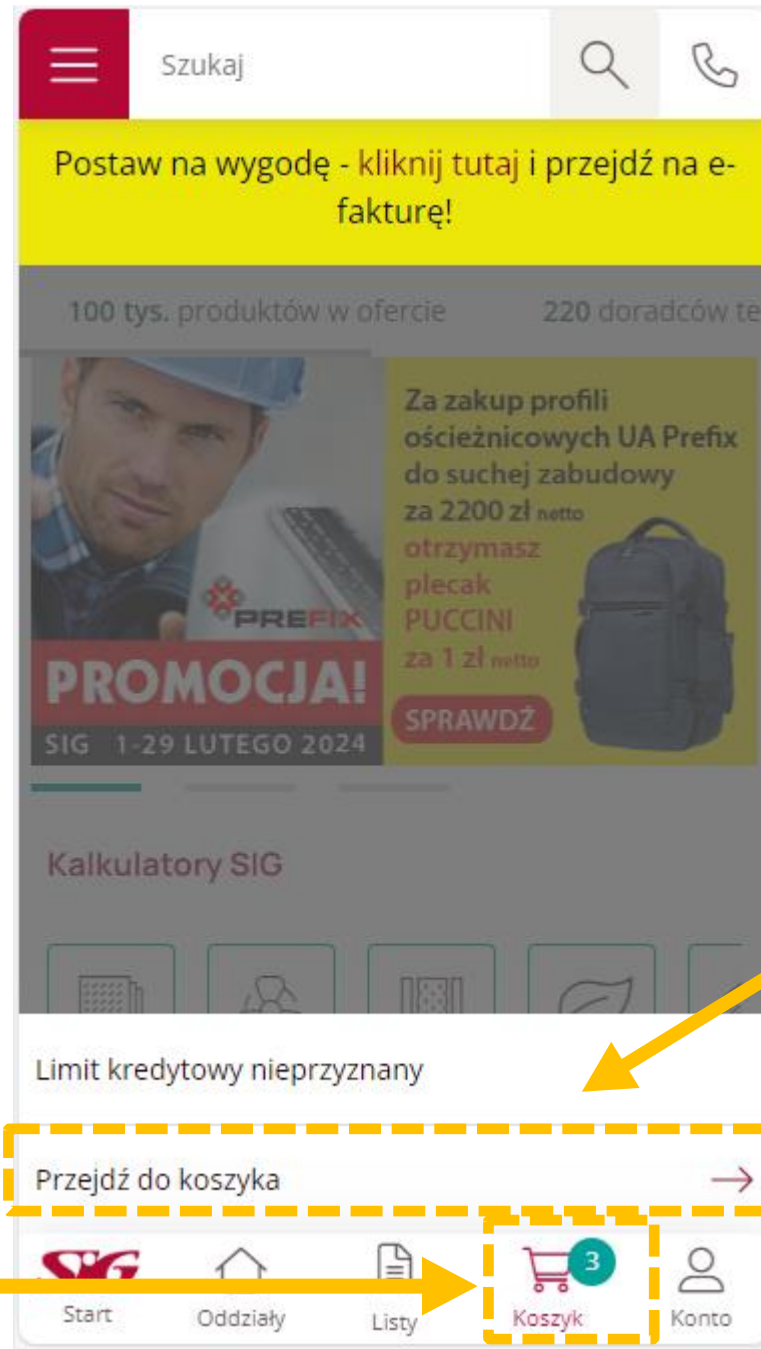 Szukaj
Postaw na wygodę - kliknij tutaj i przejdź na e-
fakturę!
100 tys. produktów w ofercie 220 doradców te
Za zakup profili
ościeżnicowych UA Prefix
do suchej zabudowy
za 2200 zł netto
otrzymasz
plecak
PUCCINI
za 1 zł netto
SPRAWDŹ
PREFIX
PROMOCJA!
SIG 1-29 LUTEGO 2024
Kalkulatory SIG
Limit kredytowy nieprzyznany
Przejdź do koszyka
SIG
3
Start Oddziały Listy Koszyk Konto